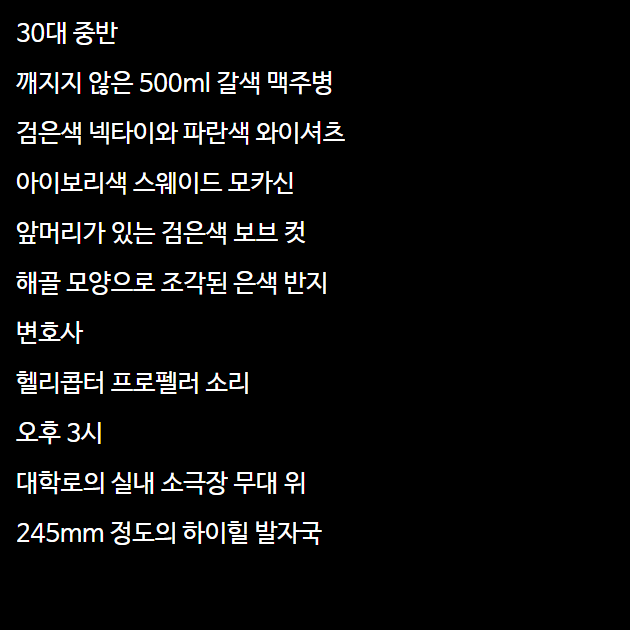 30대 중반
깨지지 않은 500ml 갈색 맥주병
검은색 넥타이와 파란색 와이셔츠
아이보리색 스웨이드 모카신
앞머리가 있는 검은색 보브 컷
해골 모양으로 조각된 은색 반지
변호사
헬리콥터 프로펠러 소리
오후 3시
대학로의 실내 소극장 무대 위
245mm 정도의 하이힐 발자국